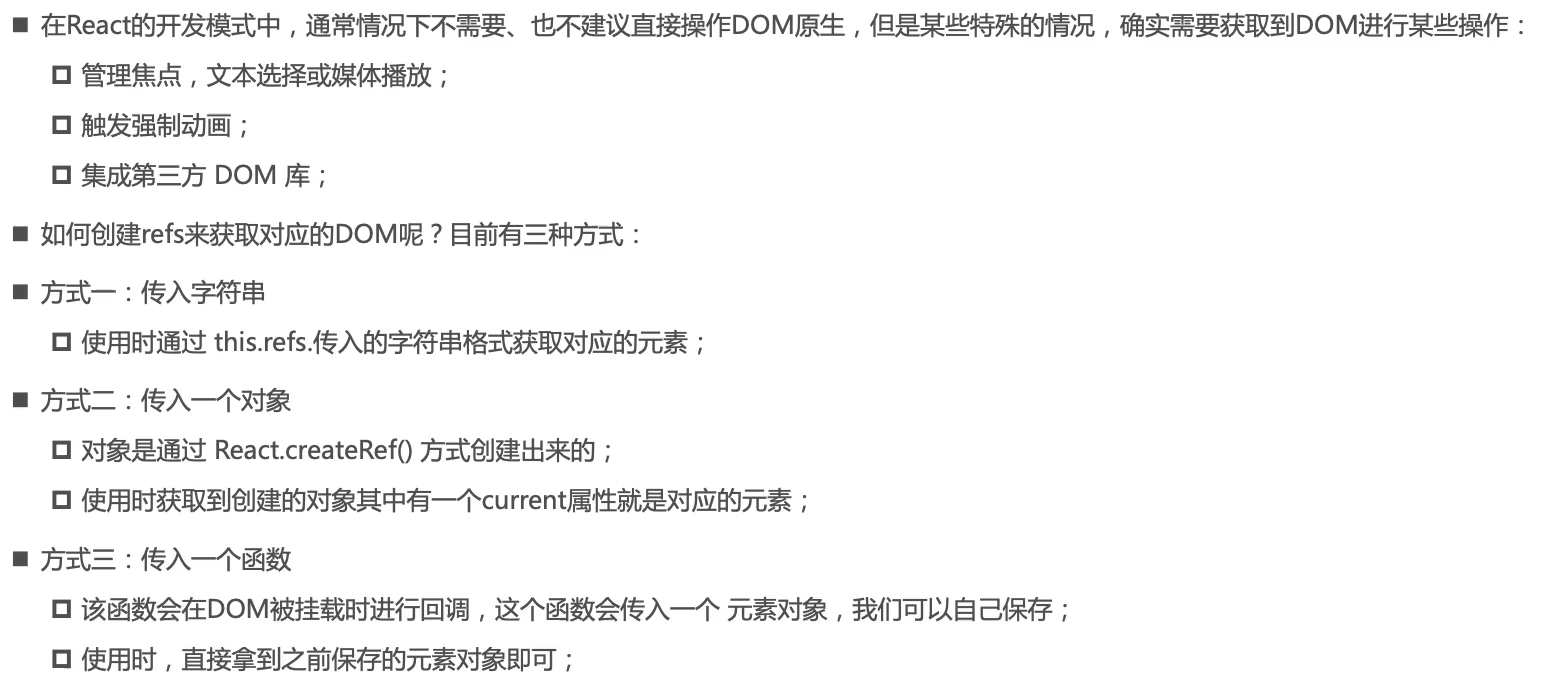 ■ 在React的开发模式中，通常情况下不需要、也不建议直接操作DOM原生，但是某些特殊的情况，确实需要获取到DOM进行某些操作：
管理焦点，文本选择或媒体播放；
触发强制动画；
集成第三方 DOM 库；
■ 如何创建refs来获取对应的DOM呢？目前有三种方式：
■ 方式一：传入字符串
使用时通过 this.refs.传入的字符串格式获取对应的元素；
■ 方式二：传入一个对象
对象是通过 React.createRef() 方式创建出来的；
使用时获取到创建的对象其中有一个current属性就是对应的元素；
■ 方式三：传入一个函数
该函数会在DOM被挂载时进行回调，这个函数会传入一个 元素对象，我们可以自己保存；
使用时，直接拿到之前保存的元素对象即可；